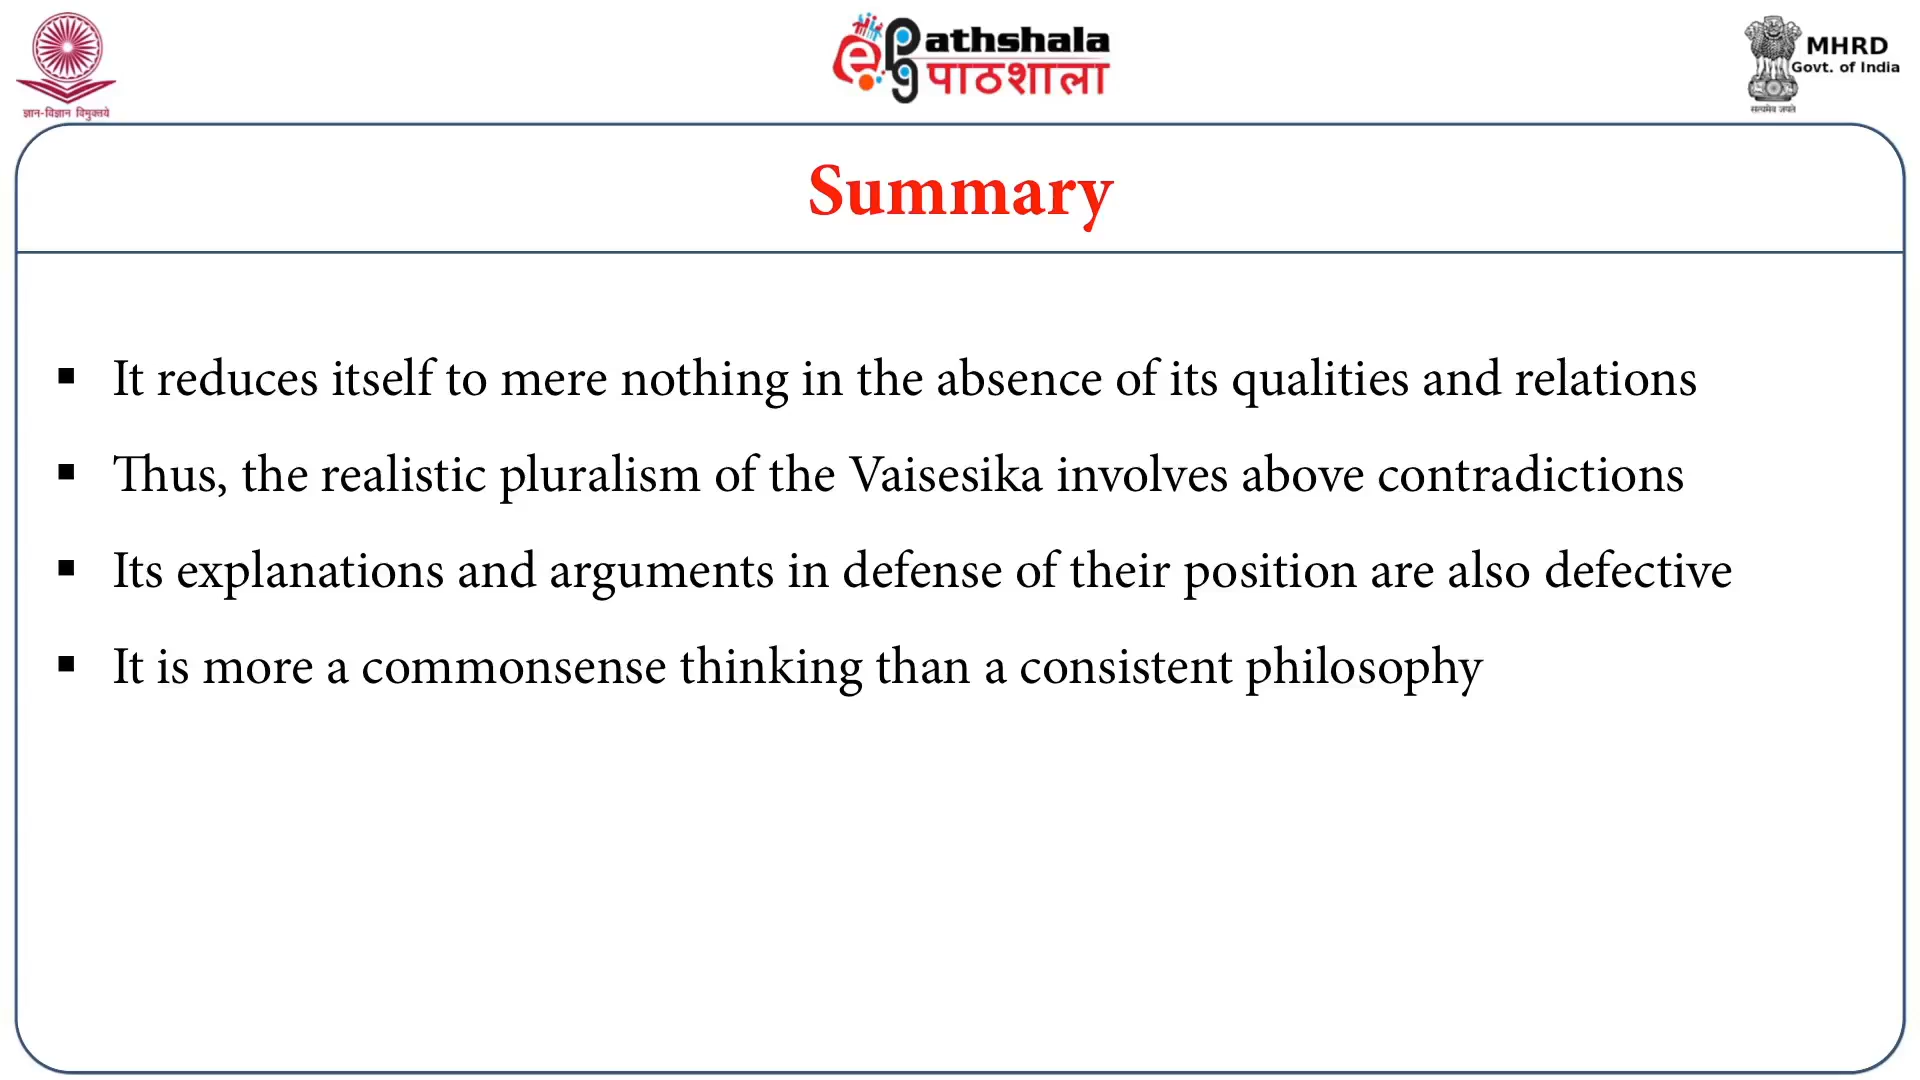 ज्ञान-विज्ञान विमुक्तये
e PG Pathshala
पाठशाला
MHRD
Govt. of India
सत्यमेव जयते
Summary
▪ It reduces itself to mere nothing in the absence of its qualities and relations
▪ Thus, the realistic pluralism of the Vaisesika involves above contradictions
▪ Its explanations and arguments in defense of their position are also defective
▪ It is more a commonsense thinking than a consistent philosophy